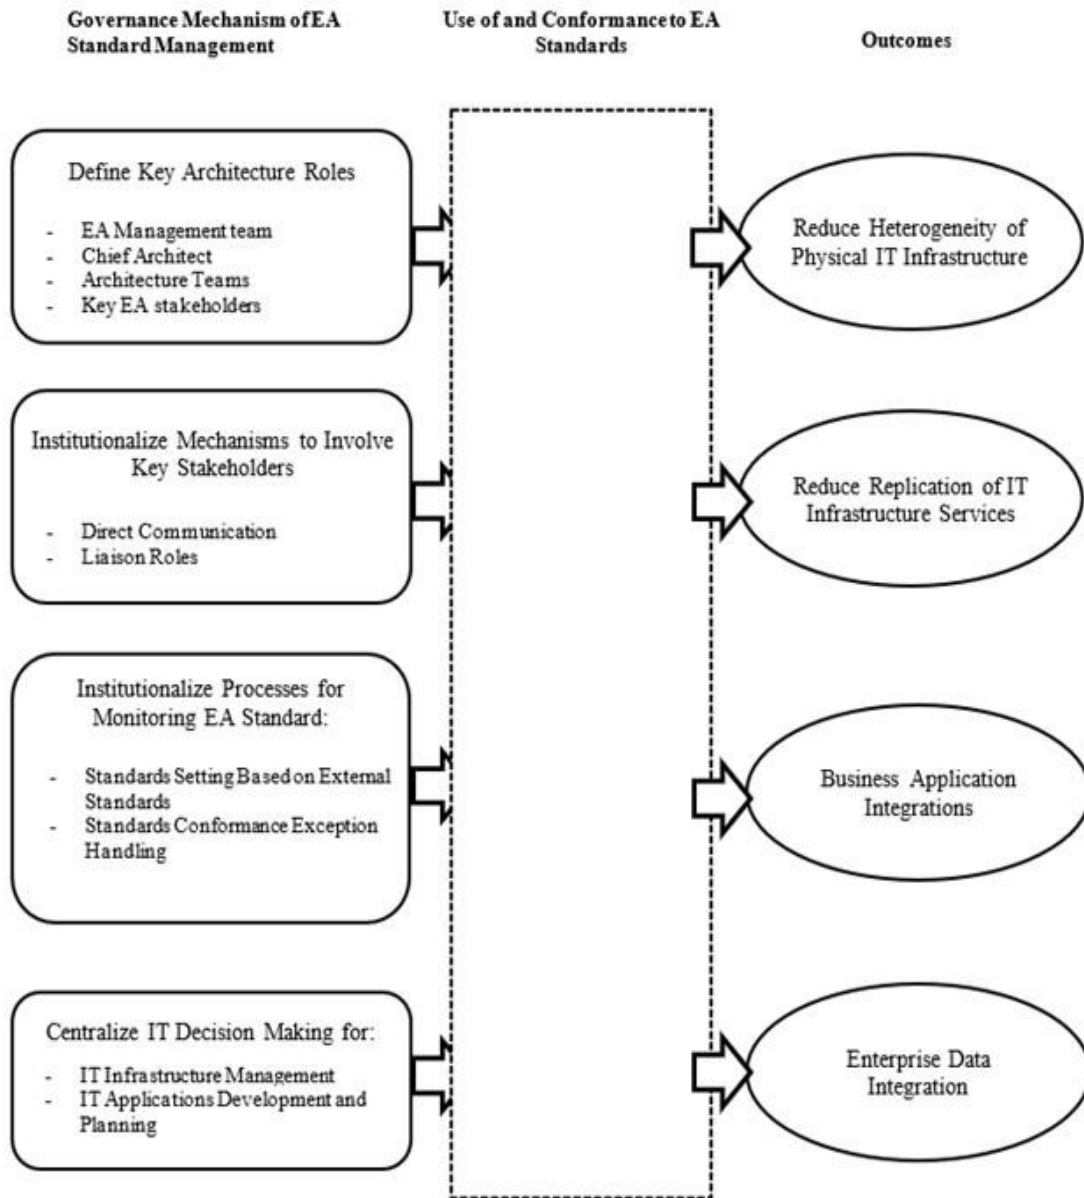 Governance Mechanism of EA
Standard Management
Use of and Conformance to EA
Standards
Outcomes
Define Key Architecture Roles
- EA Management team
- Chief Architect
- Architecture Teams
- Key EA stakeholders
Reduce Heterogeneity of
Physical IT Infrastructure
Institutionalize Mechanisms to Involve
Key Stakeholders
- Direct Communication
- Liaison Roles
Reduce Replication of IT
Infrastructure Services
Institutionalize Processes for
Monitoring EA Standard:
- Standards Setting Based on External
Standards
- Standards Conformance Exception
Handling
Business Application
Integrations
Centralize IT Decision Making for:
- IT Infrastructure Management
- IT Applications Development and
Planning
Enterprise Data
Integration